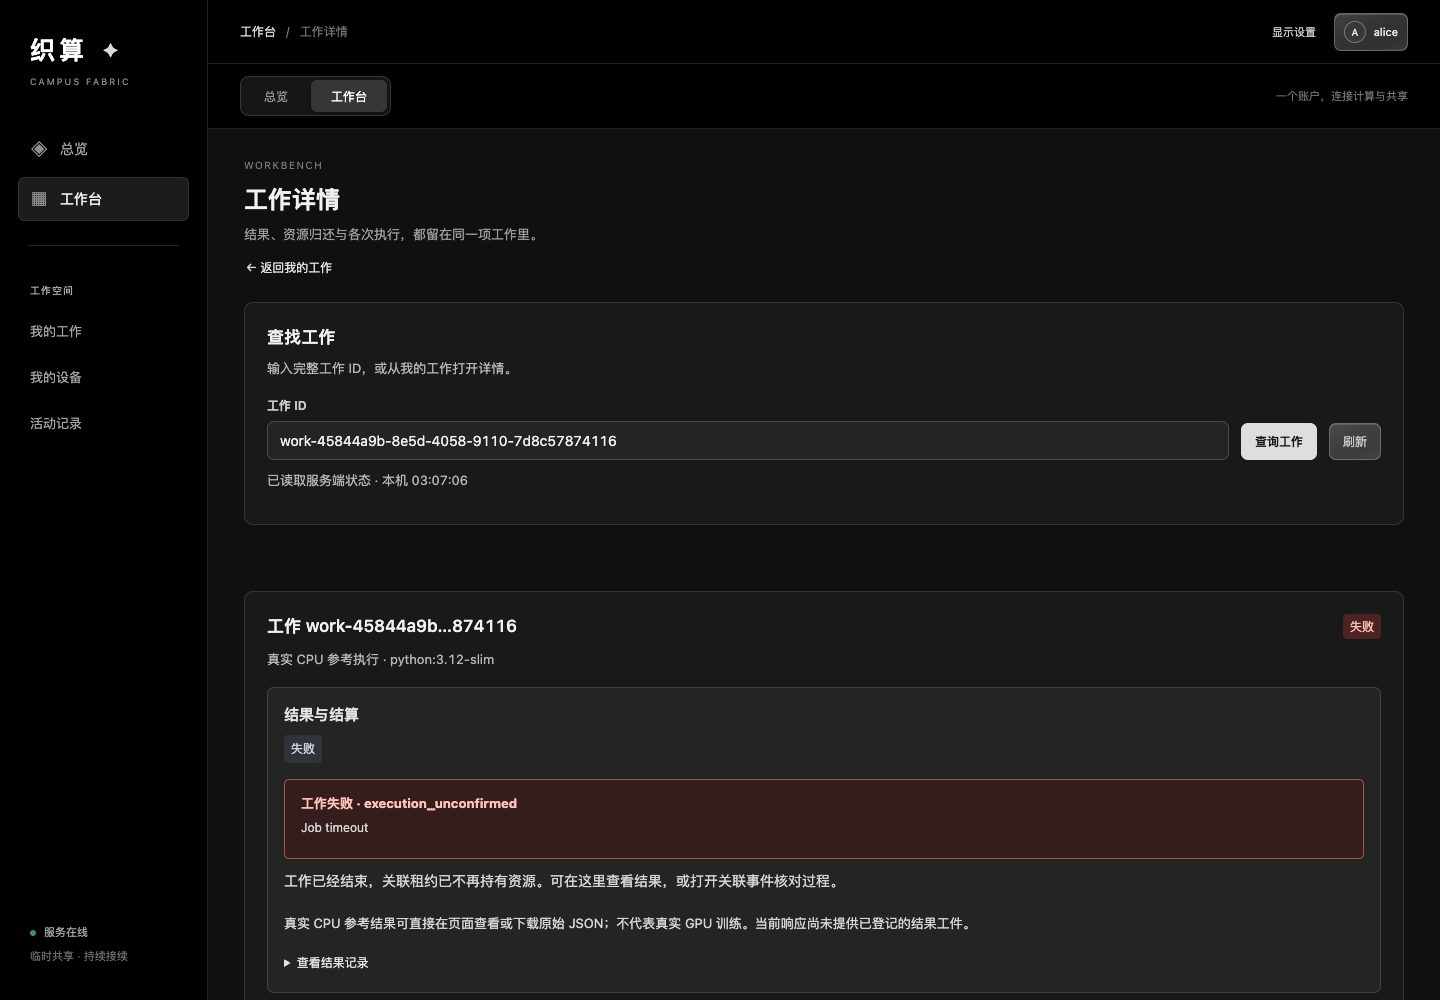 织算
CAMPUS FABRIC
总览
工作台
工作空间
我的工作
我的设备
活动记录
服务在线
临时共享 · 持续接续
工作台 / 工作详情
显示设置
A alice
总览 工作台
一个账户，连接计算与共享
WORKBENCH
工作详情
结果、资源归还与各次执行，都留在同一项工作里。
← 返回我的工作
查找工作
输入完整工作 ID，或从我的工作打开详情。
工作 ID
work-45844a9b-8e5d-4058-9110-7d8c57874116
查询工作
刷新
已读取服务端状态 · 本机 03:07:06
工作 work-45844a9b…874116
失败
真实 CPU 参考执行 · python:3.12-slim
结果与结算
失败
工作失败 · execution_unconfirmed
Job timeout
工作已经结束，关联租约已不再持有资源。可在这里查看结果，或打开关联事件核对过程。
真实 CPU 参考结果可直接在页面查看或下载原始 JSON；不代表真实 GPU 训练。当前响应尚未提供已登记的结果工件。
▶ 查看结果记录